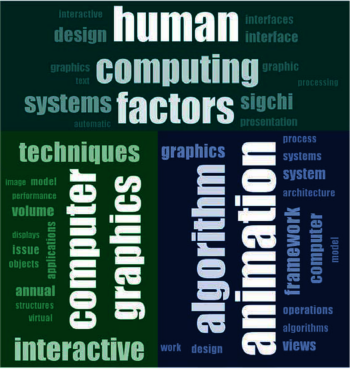 interactive human interfaces
design interface
graphics computing graphic
text processing
systems factors sigchi
automatic presentation
techniques
image model
performance
volume
displays
issue
objects
applications
annual
structures
virtual
computer
graphics
interactive
graphics
algorithm
animation
process
systems
system
architecture
framework
computer
model
operations
algorithms
work design views